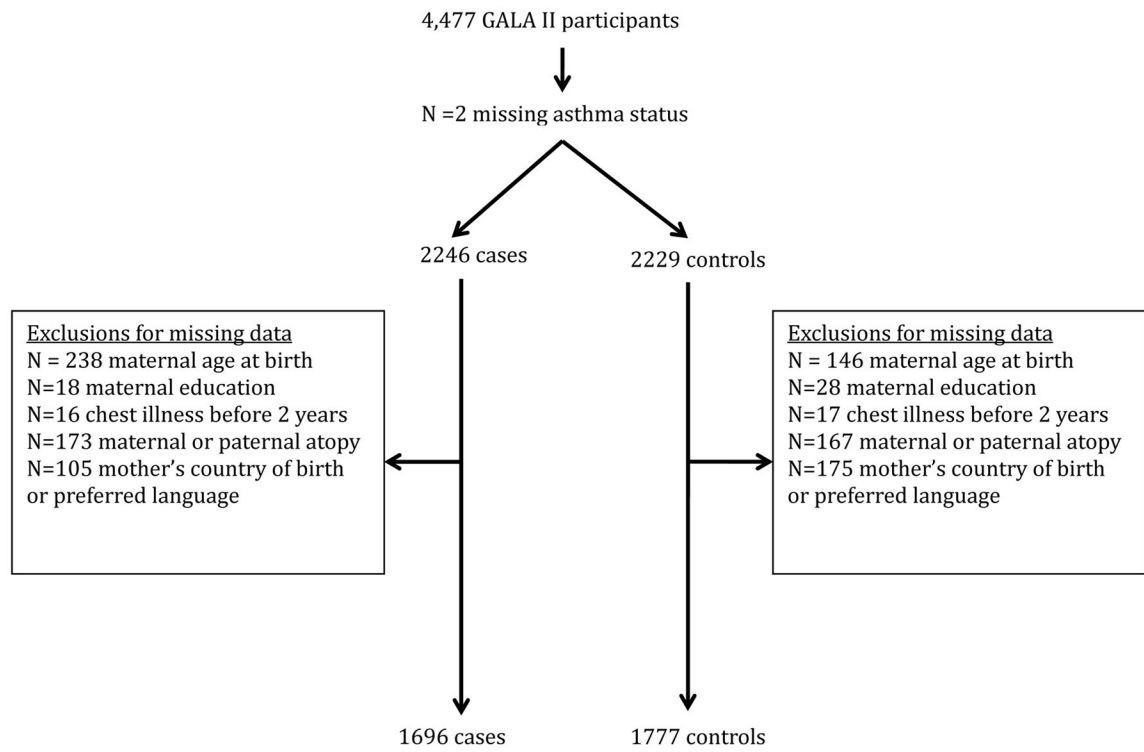 4,477 GALA II participants
N =2 missing asthma status
2246 cases
2229 controls
Exclusions for missing data
N = 238 maternal age at birth
N=18 maternal education
N=16 chest illness before 2 years
N=173 maternal or paternal atopy
N=105 mother’s country of birth
or preferred language
Exclusions for missing data
N = 146 maternal age at birth
N=28 maternal education
N=17 chest illness before 2 years
N=167 maternal or paternal atopy
N=175 mother’s country of birth
or preferred language
1696 cases
1777 controls